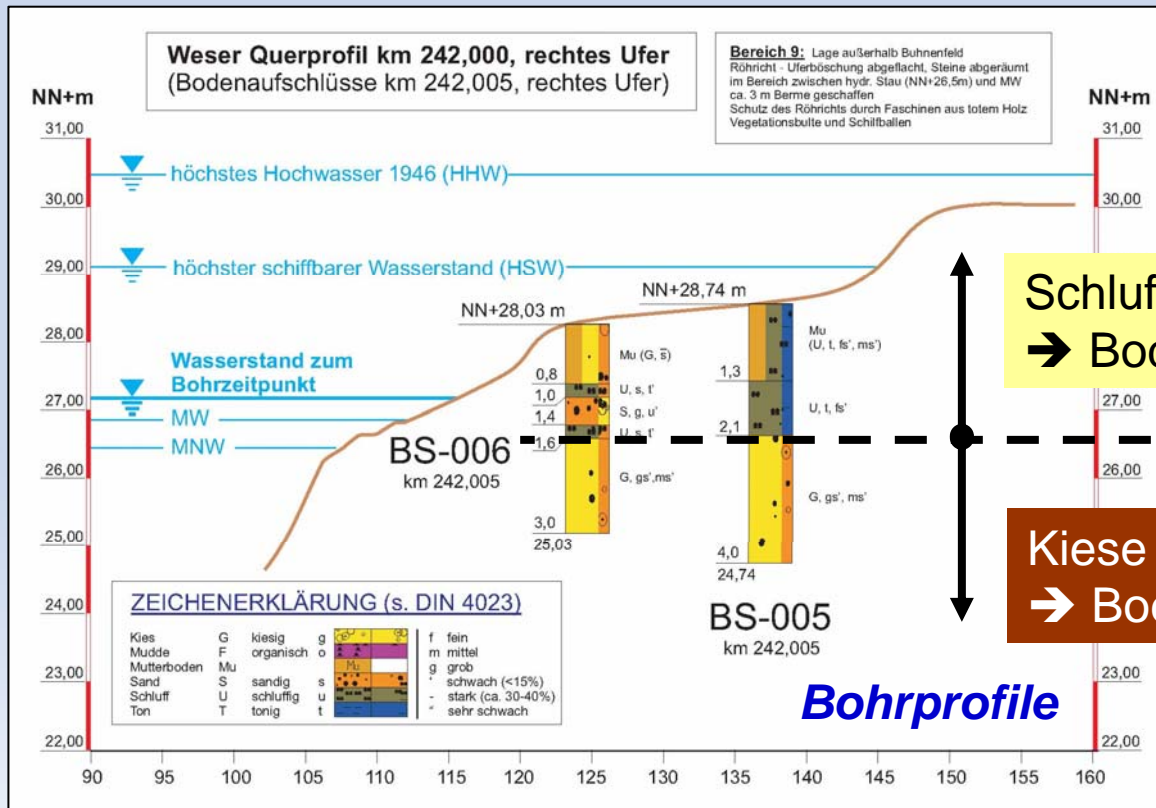 Weser Querprofil km 242,000, rechtes Ufer
(Bodenaufschlüsse km 242,005, rechtes Ufer)
Bereich 9: Lage außerhalb Buhnenfeld
Röhricht - Uferböschung abgeflacht, Steine abgeräumt
im Bereich zwischen hydr. Stau (NN+26,5m) und MW
ca. 3 m Berme geschaffen
Schutz des Röhrichts durch Faschinen aus totem Holz
Vegetationsbulte und Schilfballen
NN+m
NN+m
31,00
31,00
höchstes Hochwasser 1946 (HHW)
30,00
30,00
29,00
höchster schiffbarer Wasserstand (HSW)
NN+28,74 m
NN+28,03 m
28,00
Schluf
➔ Bod
Mu
(U, t, fs', ms')
Mu (G, s̅)
Wasserstand zum
Bohrzeitpunkt
0,8
1,3
U, s, t'
1,0
27,00
27,00
S, g, u'
U, t, fs'
MW
1,4
U, s, t'
2,1
MNW
1,6
BS-006
km 242,005
26,00
26,00
G, gs',ms'
G, gs', ms'
25,00
3,0
25,03
Kiese
➔ Bod
4,0
24,74
24,00
BS-005
km 242,005
ZEICHENERKLÄRUNG (s. DIN 4023)
Kies G kiesig g f fein
Mudde F organisch o m mittel
Mutterboden Mu Mu g grob
Sand S sandig s ' schwach (<15%)
Schluff U schluffig u - stark (ca. 30-40%)
Ton T tonig t " sehr schwach
23,00
23,00
Bohrprofile
22,00
22,00
90 95 100 105 110 115 120 125 130 135 140 145 150 155 160